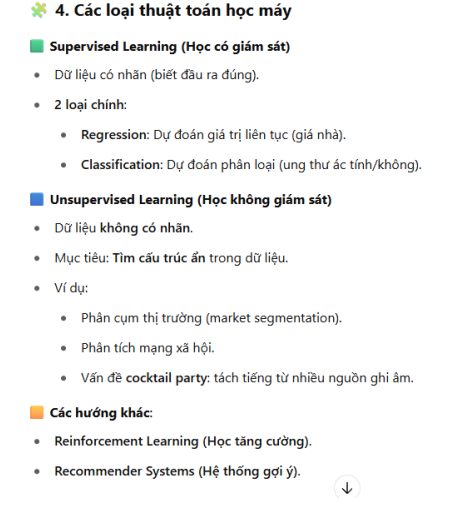 🧩 4. Các loại thuật toán học máy
🟩 Supervised Learning (Học có giám sát)
• Dữ liệu có nhãn (biết đầu ra đúng).
• 2 loại chính:
• Regression: Dự đoán giá trị liên tục (giá nhà).
• Classification: Dự đoán phân loại (ung thư ác tính/không).
🟦 Unsupervised Learning (Học không giám sát)
• Dữ liệu không có nhãn.
• Mục tiêu: Tìm cấu trúc ẩn trong dữ liệu.
• Ví dụ:
• Phân cụm thị trường (market segmentation).
• Phân tích mạng xã hội.
• Vấn đề cocktail party: tách tiếng từ nhiều nguồn ghi âm.
🟧 Các hướng khác:
• Reinforcement Learning (Học tăng cường).
• Recommender Systems (Hệ thống gợi ý).